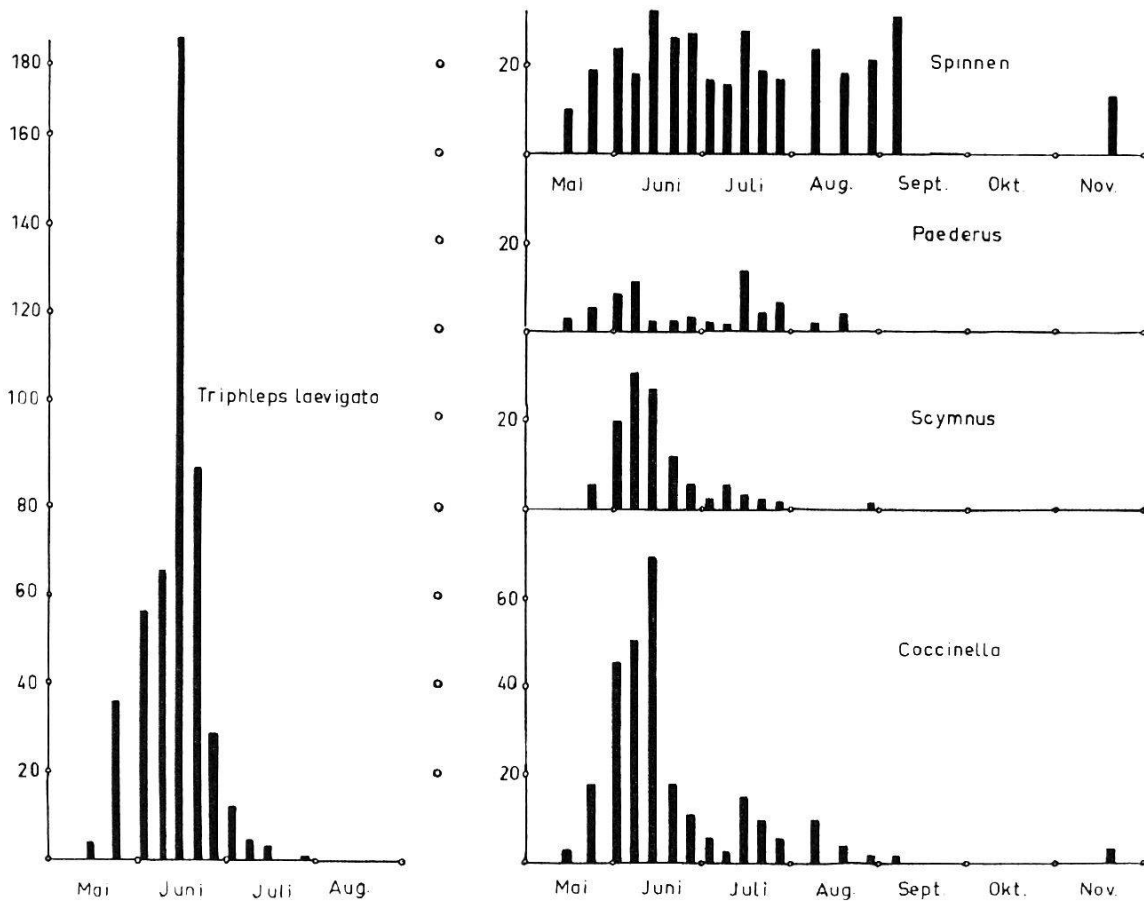 180
160
140
120
100
80
60
40
20
Triphleps laevigata
Mai Juni Juli Aug.
20
Spinnen
Mai Juni Juli Aug. Sept. Okt. Nov.
20
Paederus
20
Scymnus
60
40
20
Coccinella
Mai Juni Juli Aug. Sept. Okt. Nov.